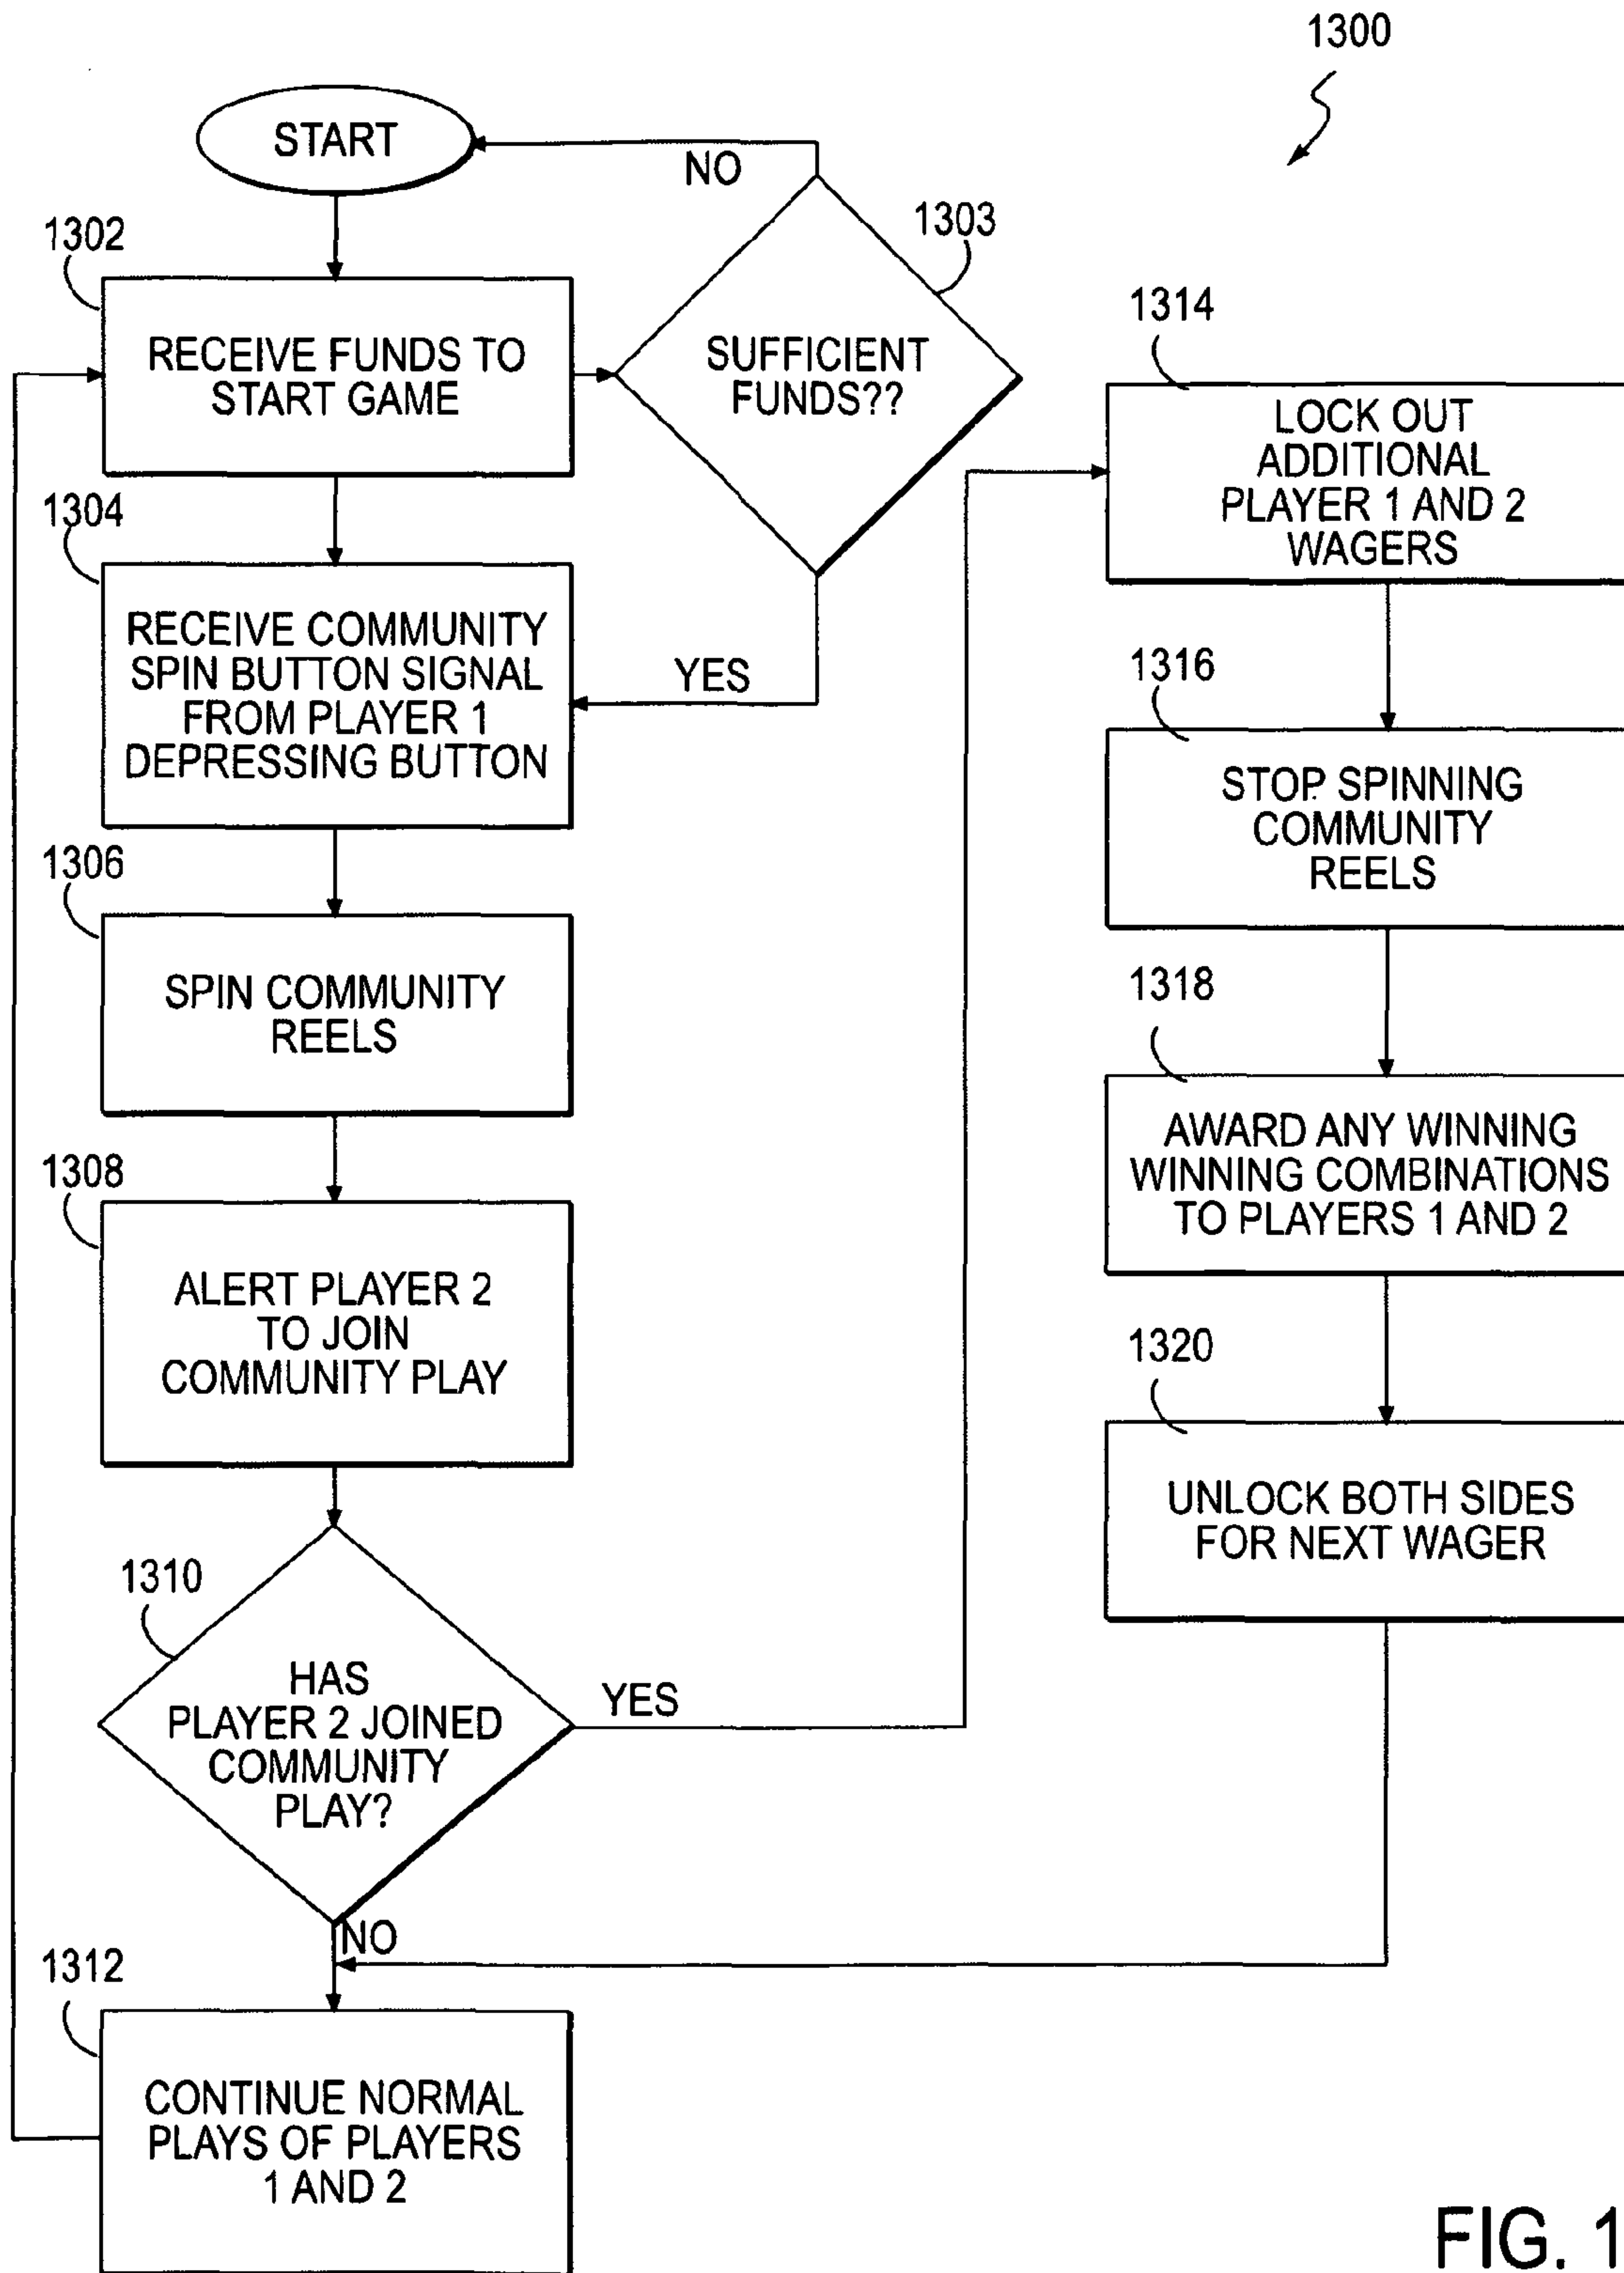 1300
START
NO
1303
1302
RECEIVE FUNDS TO
START GAME
SUFFICIENT
FUNDS??
1304
RECEIVE COMMUNITY
SPIN BUTTON SIGNAL
FROM PLAYER 1
DEPRESSING BUTTON
YES
1306
SPIN COMMUNITY
REELS
1308
ALERT PLAYER 2
TO JOIN
COMMUNITY PLAY
1310
HAS
PLAYER 2 JOINED
COMMUNITY
PLAY?
YES
NO
1312
CONTINUE NORMAL
PLAYS OF PLAYERS
1 AND 2
1314
LOCK OUT
ADDITIONAL
PLAYER 1 AND 2
WAGERS
1316
STOP SPINNING
COMMUNITY
REELS
1318
AWARD ANY WINNING
WINNING COMBINATIONS
TO PLAYERS 1 AND 2
1320
UNLOCK BOTH SIDES
FOR NEXT WAGER
FIG. 1